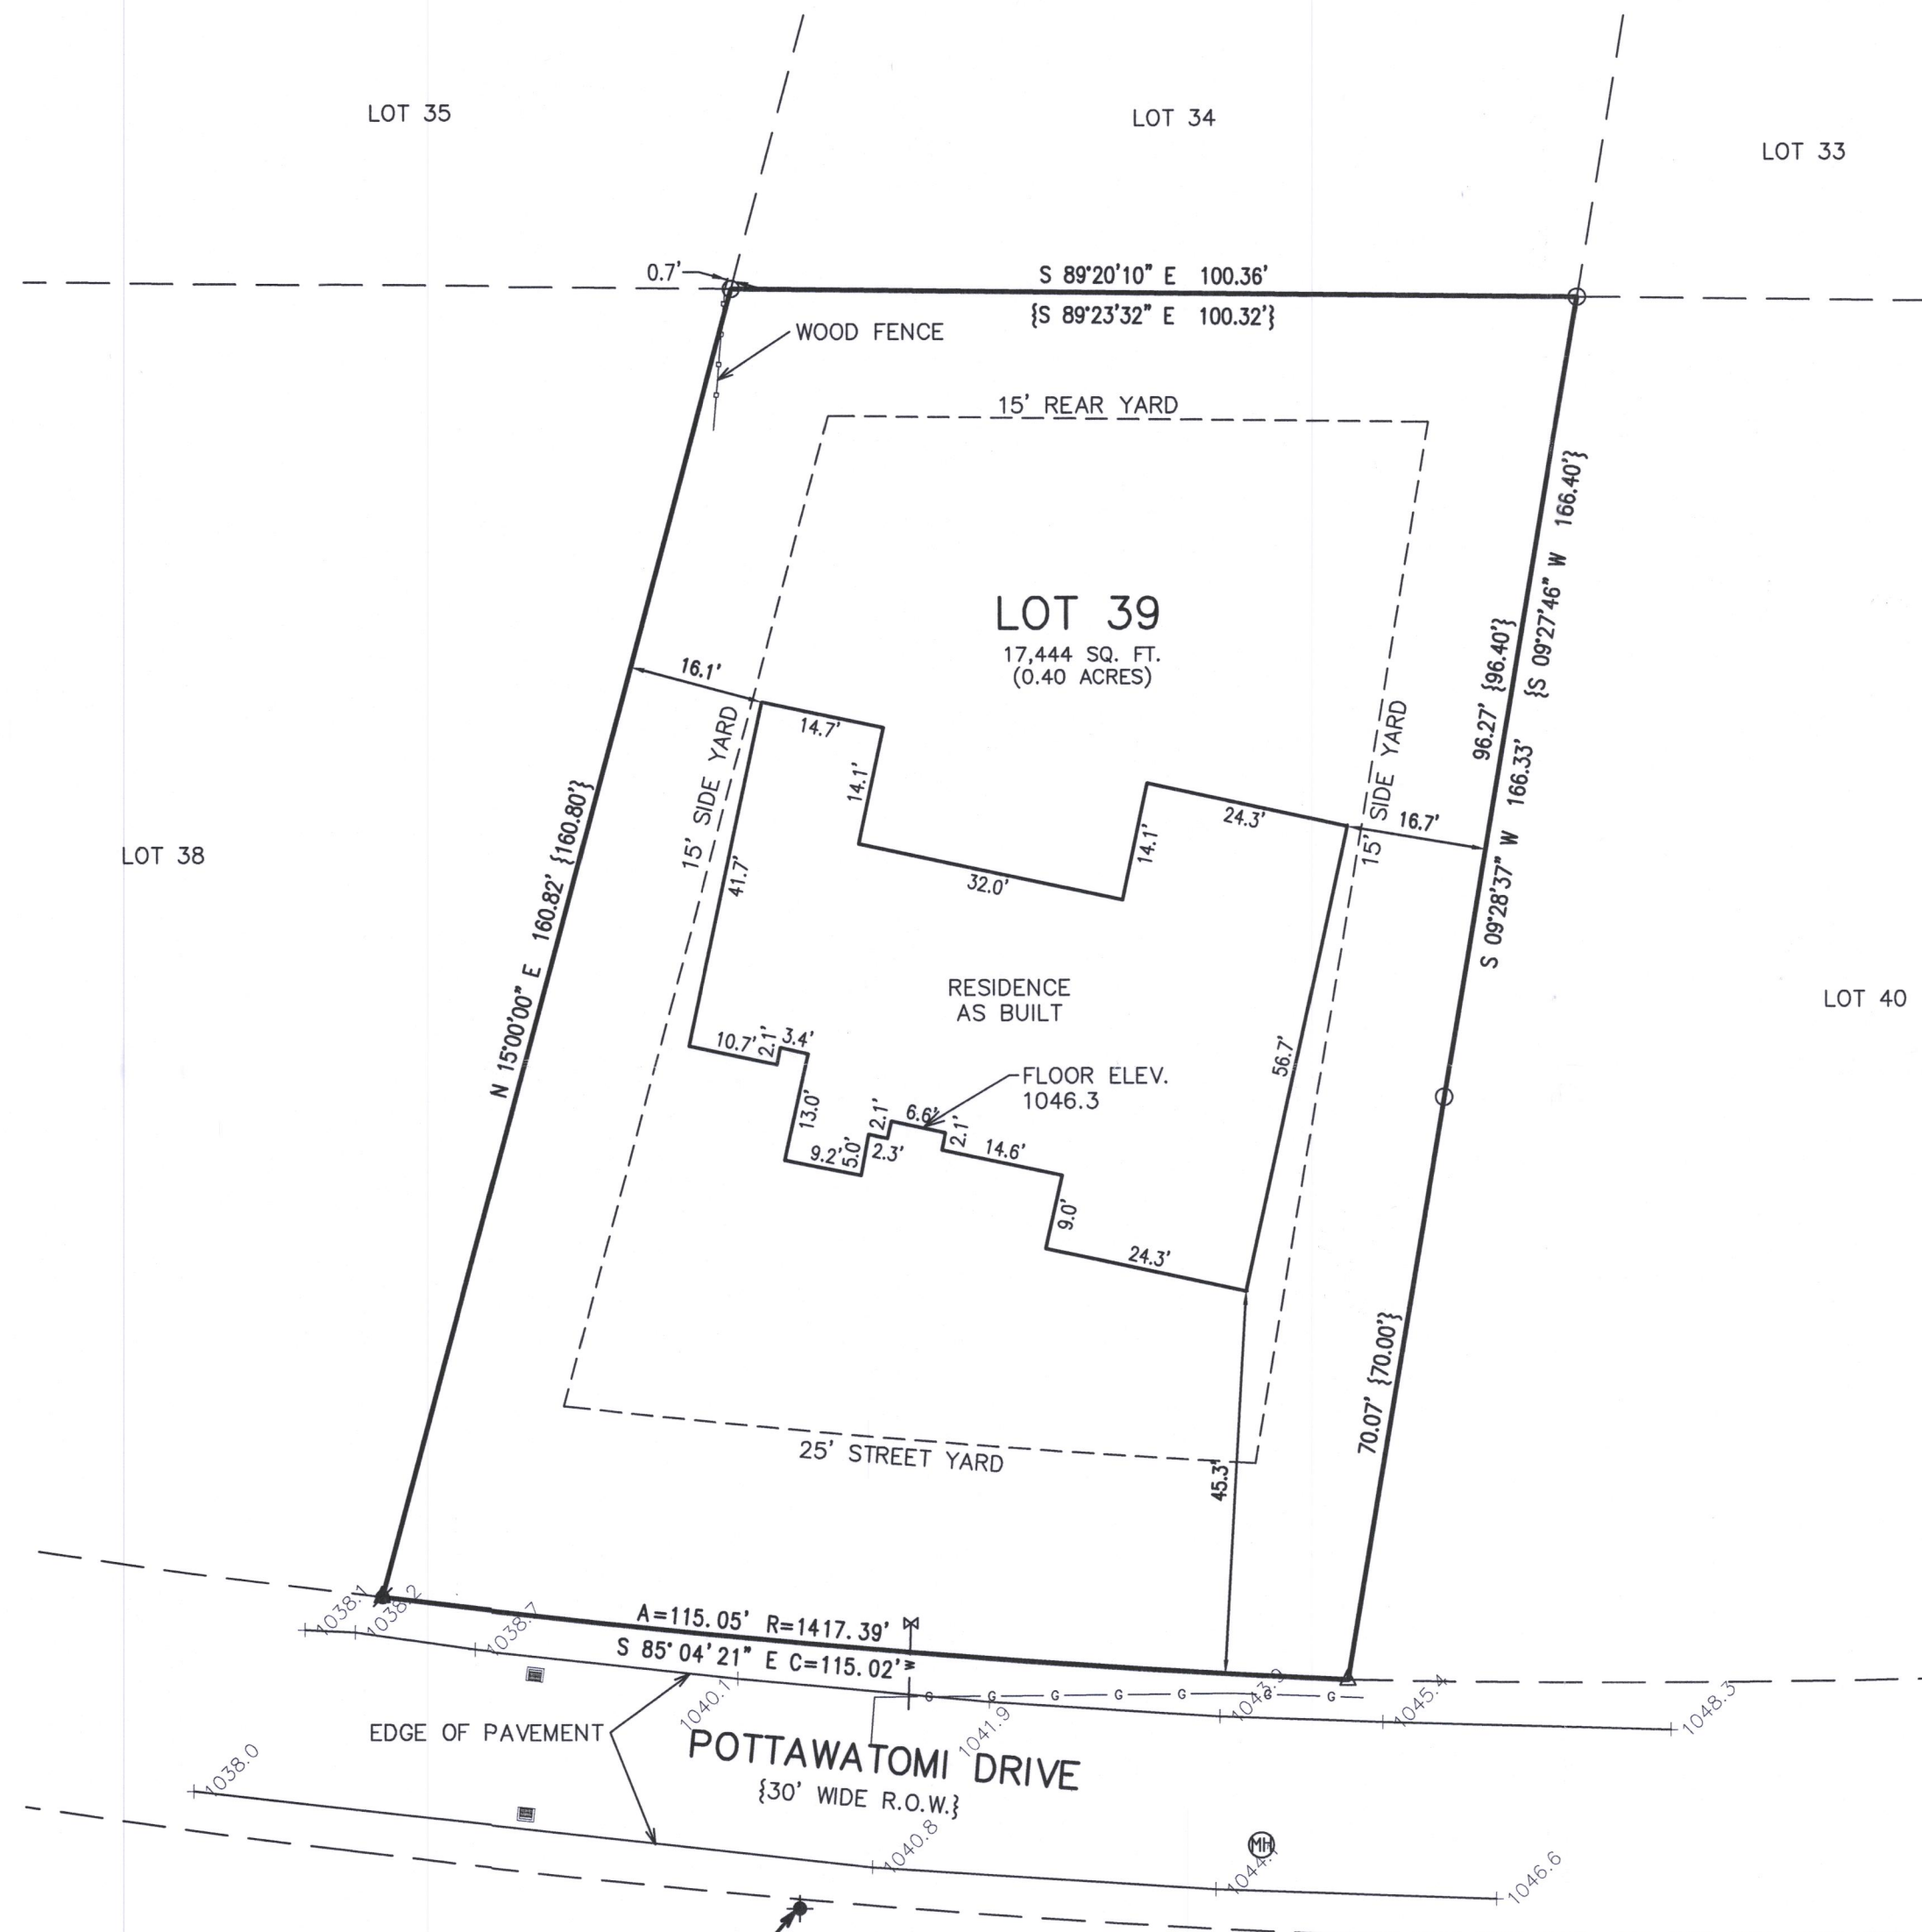 LOT 35
LOT 34
LOT 33
0.7'
S 89°20'10" E 100.36'
{S 89°23'32" E 100.32'}
WOOD FENCE
15' REAR YARD
LOT 39
17,444 SQ. FT.
(0.40 ACRES)
16.1'
14.7'
14.1'
32.0'
14.1'
24.3'
16.7'
15' SIDE YARD
15' SIDE YARD
41.7'
96.27' {96.40'}
{S 09°27'46" W 166.40'}
S 09°28'37" W 166.33'
LOT 38
N 15°00'00" E 160.82' {160.80'}
LOT 40
RESIDENCE
AS BUILT
10.7'
2.1'
3.4'
FLOOR ELEV.
1046.3
56.7'
13.0'
9.2'
5.0'
2.1'
2.3'
6.6'
2.1'
14.6'
9.0'
24.3'
70.07' {70.00'}
25' STREET YARD
45.3'
1038.1
1038.2
1038.7
A=115.05' R=1417.39'
S 85°04'21" E C=115.02'
W
G G G G G G G
1040.1
1041.9
1043.9
1045.4
1048.3
EDGE OF PAVEMENT
POTTAWATOMI DRIVE
{30' WIDE R.O.W.}
1038.0
1040.8
MH
1046.6